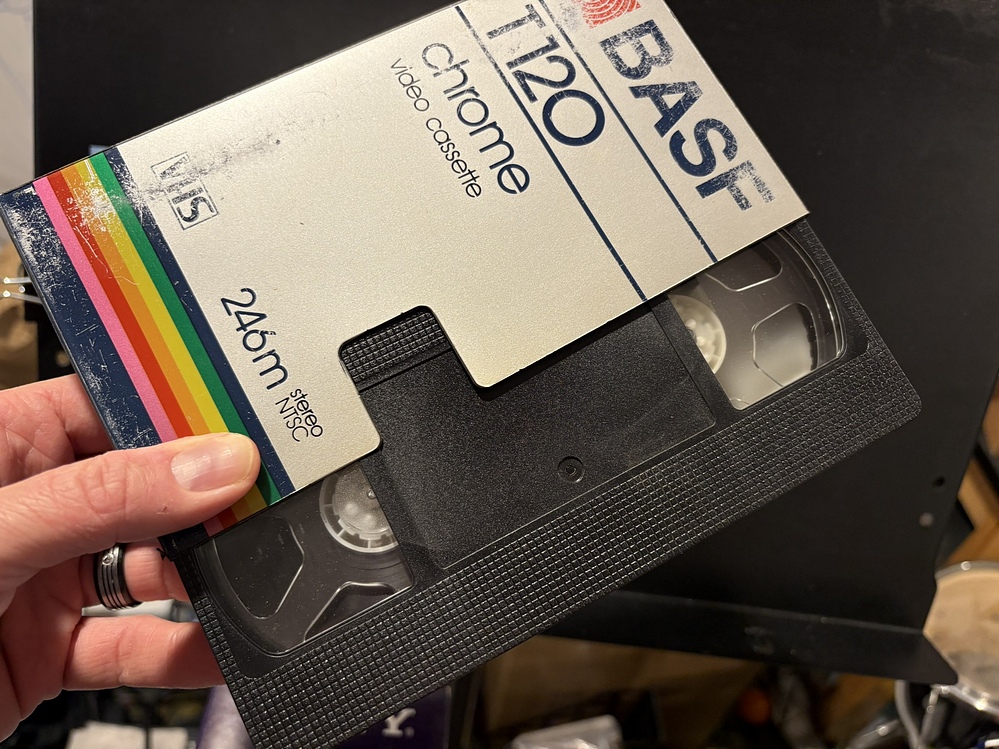 BASF
T120
chrome
video cassette
VHS
246m
stereo
NTSC